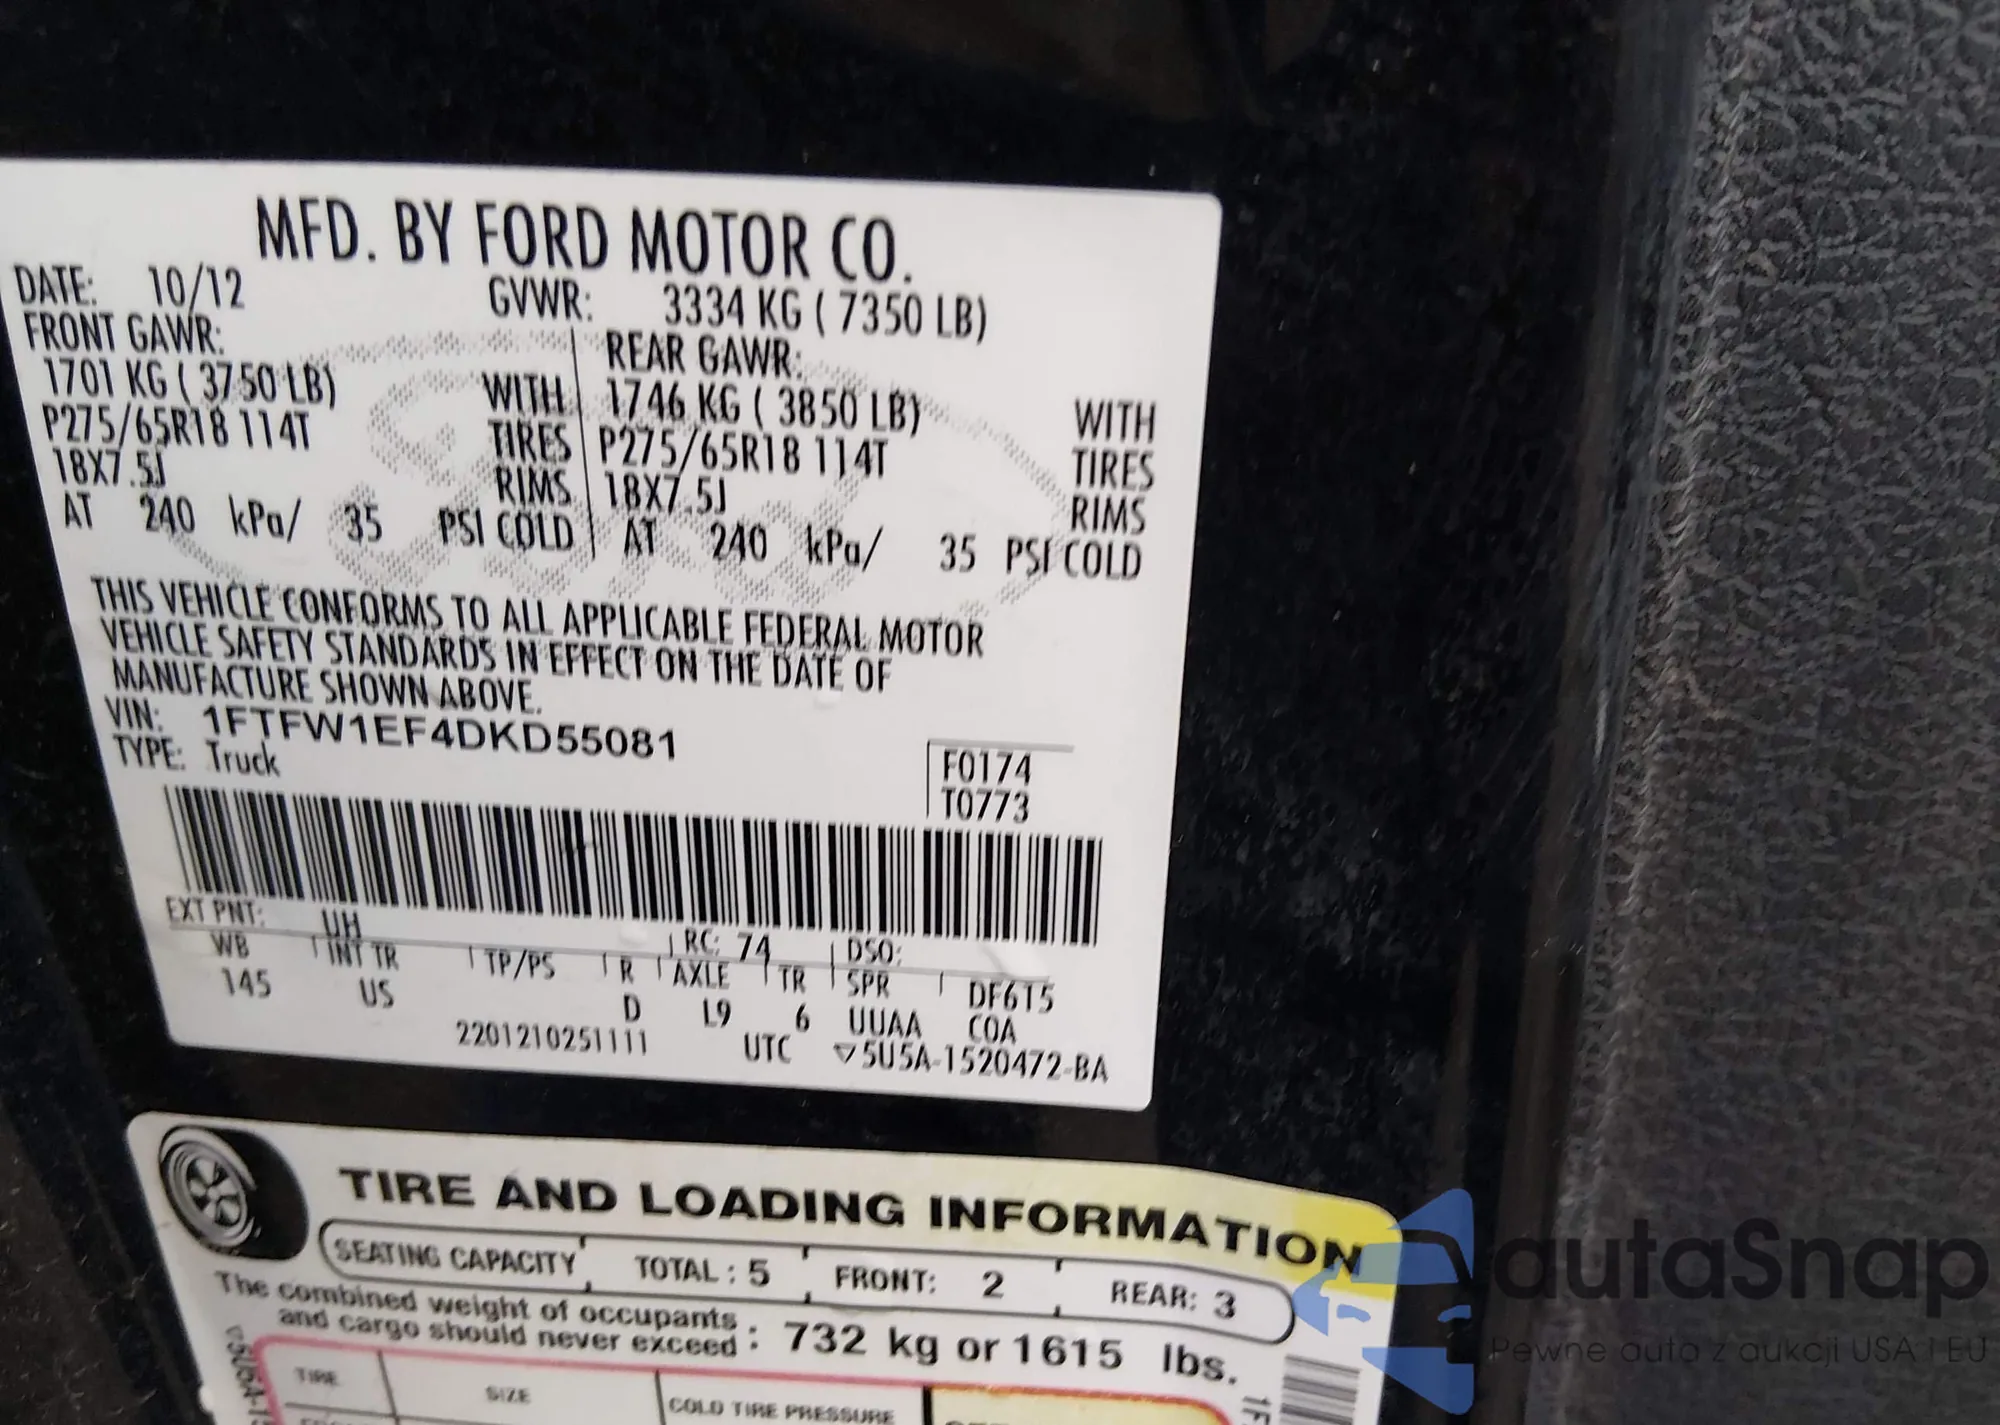 MFD. BY FORD MOTOR CO.
DATE: 10/12 GVWR: 3334 KG ( 7350 LB)
FRONT GAWR: REAR GAWR:
1701 KG ( 3750 LB) WITH 1746 KG ( 3850 LB) WITH
P275/65R18 114T TIRES P275/65R18 114T TIRES
18X7.5J RIMS 18X7.5J RIMS
AT 240 kPa/ 35 PSI COLD AT 240 kPa/ 35 PSI COLD
THIS VEHICLE CONFORMS TO ALL APPLICABLE FEDERAL MOTOR
VEHICLE SAFETY STANDARDS IN EFFECT ON THE DATE OF
MANUFACTURE SHOWN ABOVE.
VIN: 1FTFW1EF4DKD55081
TYPE: Truck
F0174
T0773
EXT PNT: UH RC: 74 DSO:
WB INT TR TP/PS R AXLE TR SPR DF615
145 US D L9 6 UUAA COA
2201210251111 UTC ▽5U5A-1520472-BA
TIRE AND LOADING INFORMATION
SEATING CAPACITY TOTAL : 5 FRONT: 2 REAR: 3
The combined weight of occupants
and cargo should never exceed : 732 kg or 1615 lbs.
TIRE SIZE COLD TIRE PRESSURE
autaSnap
Pewne auta z aukcji USA i EU